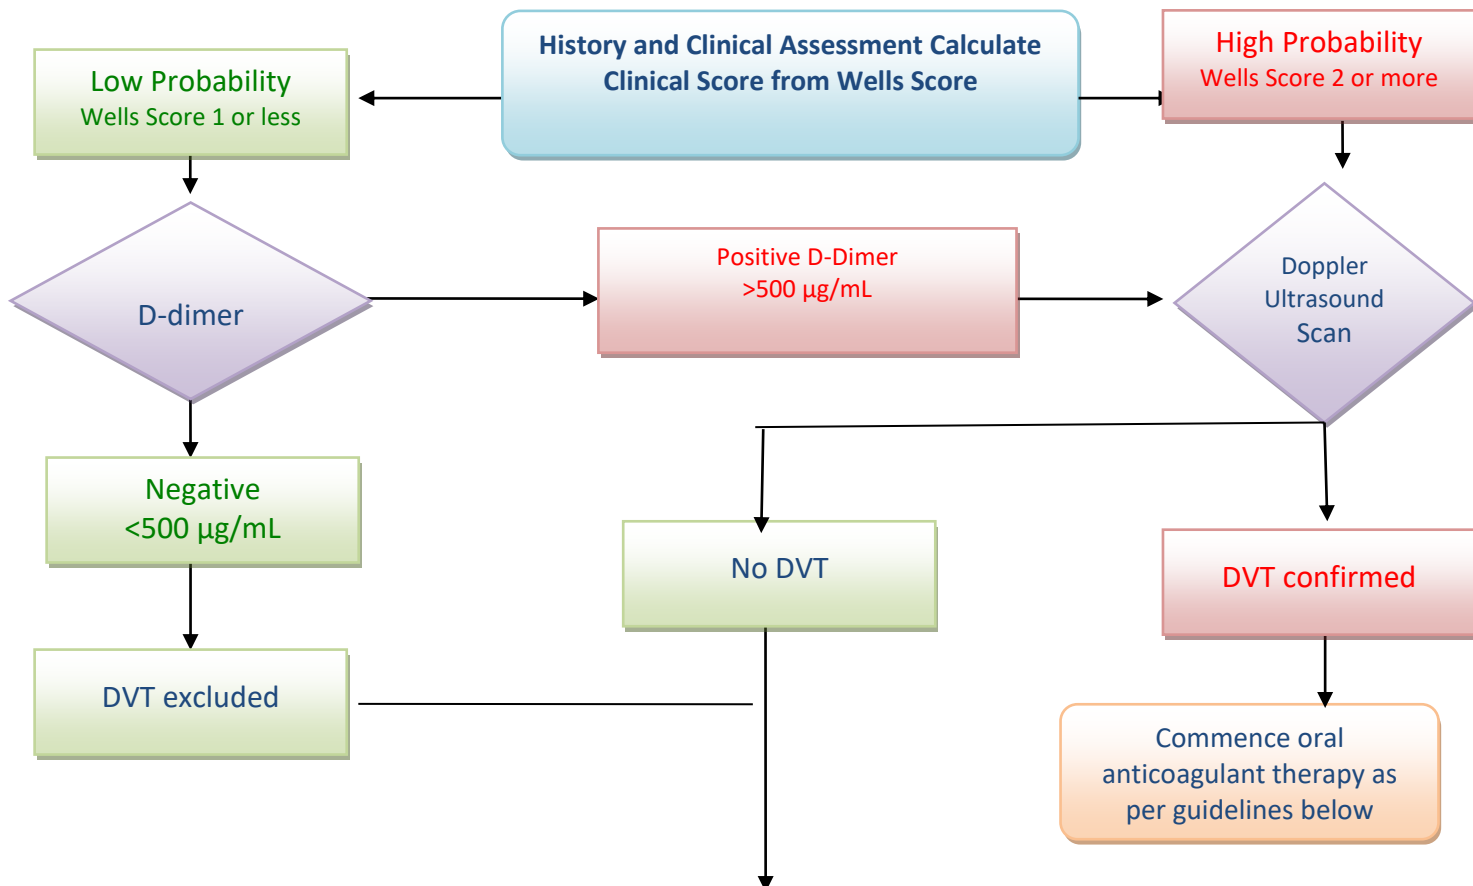 History and Clinical Assessment Calculate
Clinical Score from Wells Score
Low Probability
Wells Score 1 or less
High Probability
Wells Score 2 or more
D-dimer
Positive D-Dimer
>500 µg/mL
Doppler
Ultrasound
Scan
Negative
<500 µg/mL
No DVT
DVT confirmed
DVT excluded
Commence oral
anticoagulant therapy as
per guidelines below